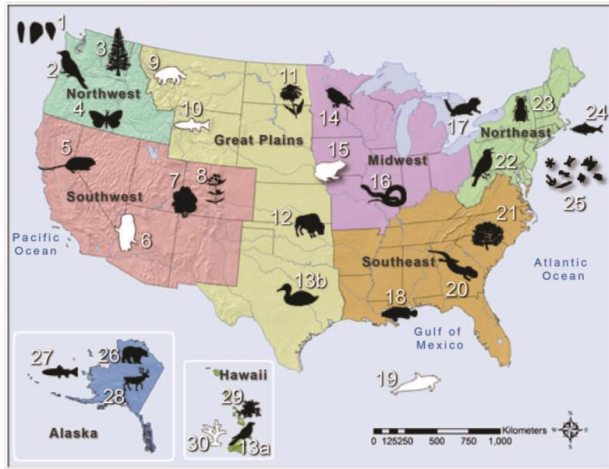 1
2
3
4
Northwest
5
6
7
8
Southwest
9
10
11
Great Plains
12
13b
14
15
Midwest
16
17
Northeast
22
23
24
25
21
Southeast
20
18
19
Pacific
Ocean
Atlantic
Ocean
Gulf of
Mexico
27
26
28
Alaska
Hawaii
29
30
13a
Kilometers
0 125250 500 750 1,000
N
W E
S